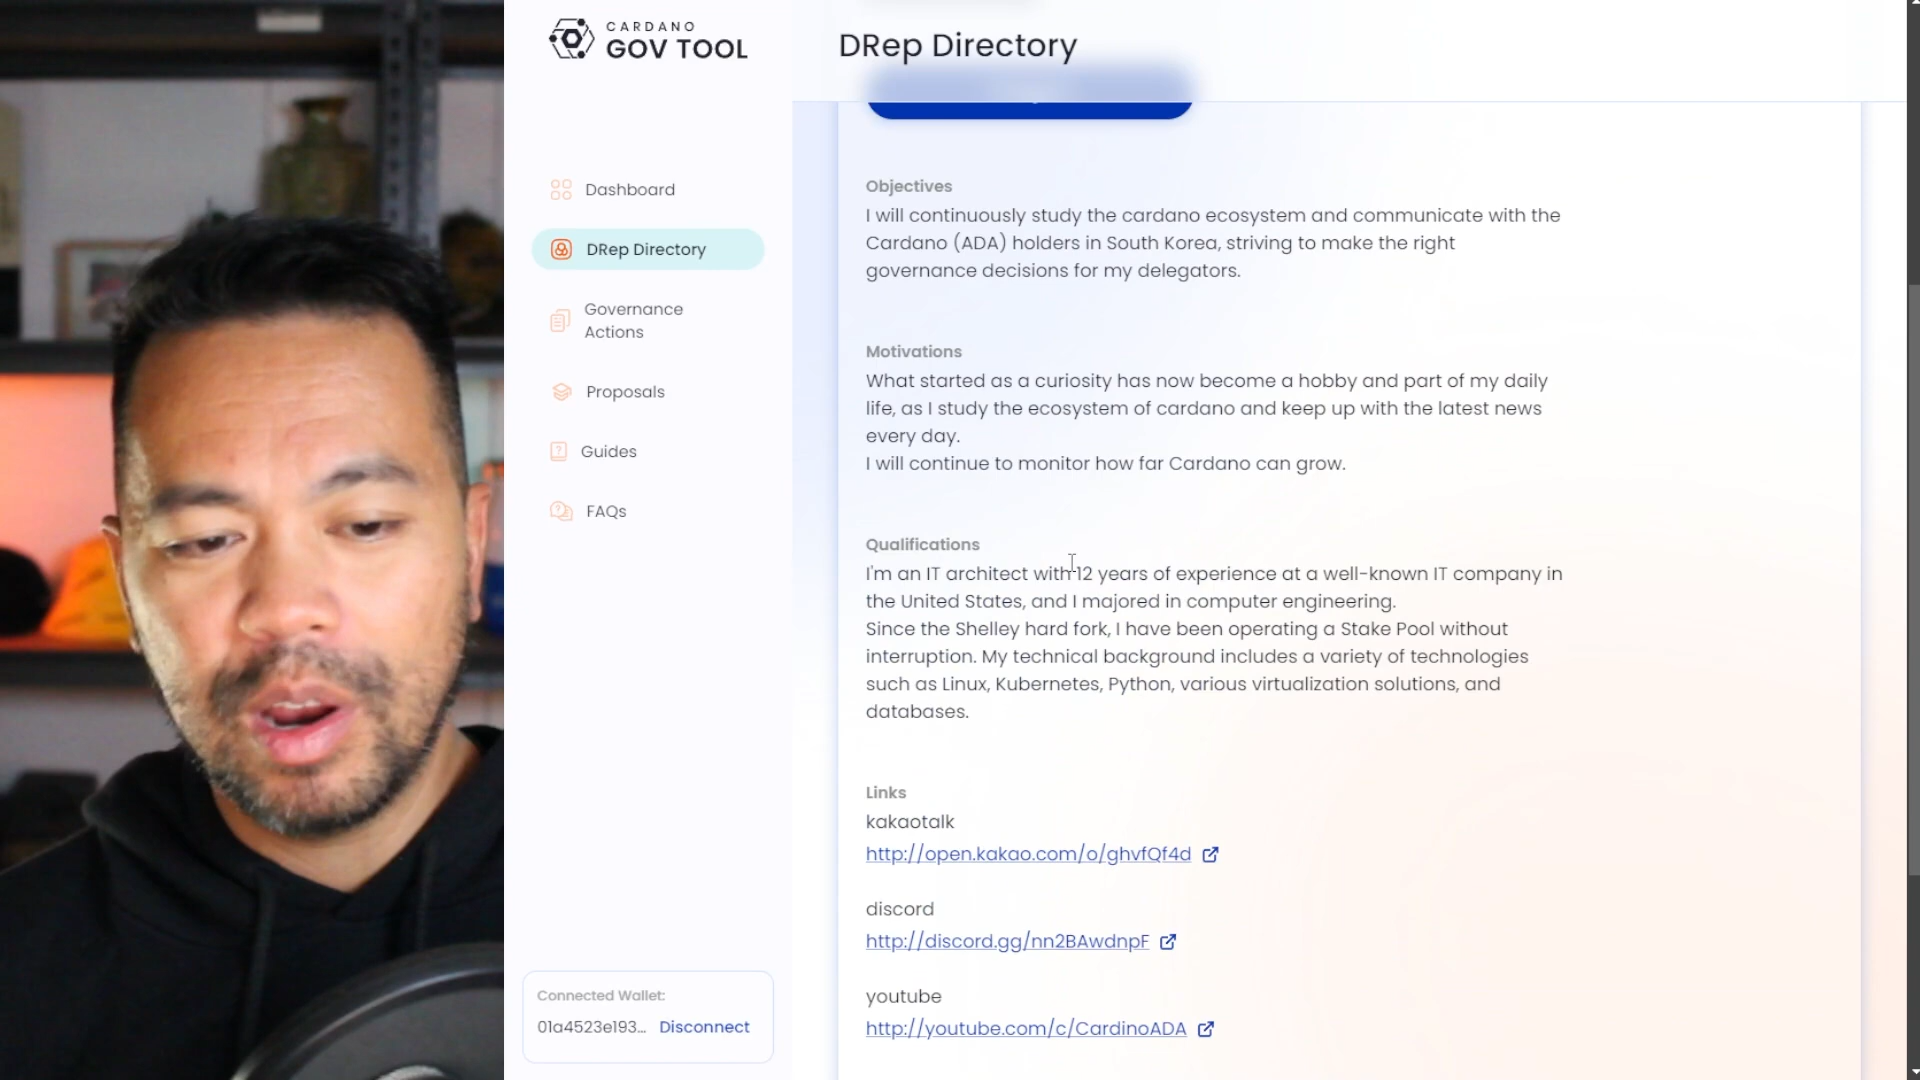 CARDANO
GOV TOOL
DRep Directory
Dashboard
DRep Directory
Governance
Actions
Proposals
Guides
FAQs
Connected Wallet:
01a4523e193... Disconnect
Objectives
I will continuously study the cardano ecosystem and communicate with the
Cardano (ADA) holders in South Korea, striving to make the right
governance decisions for my delegators.
Motivations
What started as a curiosity has now become a hobby and part of my daily
life, as I study the ecosystem of cardano and keep up with the latest news
every day.
I will continue to monitor how far Cardano can grow.
Qualifications
I'm an IT architect with 12 years of experience at a well-known IT company in
the United States, and I majored in computer engineering.
Since the Shelley hard fork, I have been operating a Stake Pool without
interruption. My technical background includes a variety of technologies
such as Linux, Kubernetes, Python, various virtualization solutions, and
databases.
Links
kakaotalk
http://open.kakao.com/o/ghvfQf4d
discord
http://discord.gg/nn2BAwdnpF
youtube
http://youtube.com/c/CardinoADA